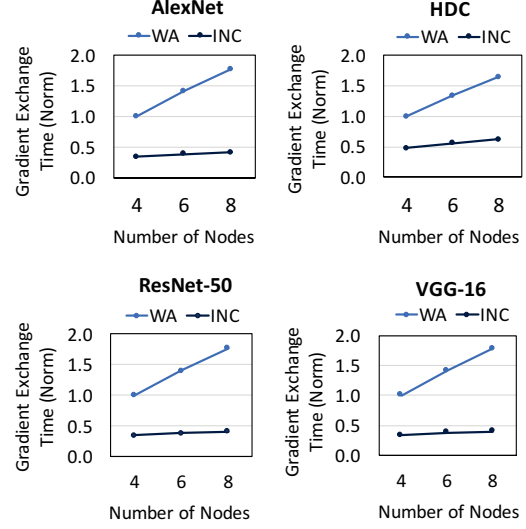 AlexNet
WA INC
Gradient Exchange
Time (Norm)
2.0
1.5
1.0
0.5
0.0
4 6 8
Number of Nodes
HDC
WA INC
Gradient Exchange
Time (Norm)
2.0
1.5
1.0
0.5
0.0
4 6 8
Number of Nodes
ResNet-50
WA INC
Gradient Exchange
Time (Norm)
2.0
1.5
1.0
0.5
0.0
4 6 8
Number of Nodes
VGG-16
WA INC
Gradient Exchange
Time (Norm)
2.0
1.5
1.0
0.5
0.0
4 6 8
Number of Nodes